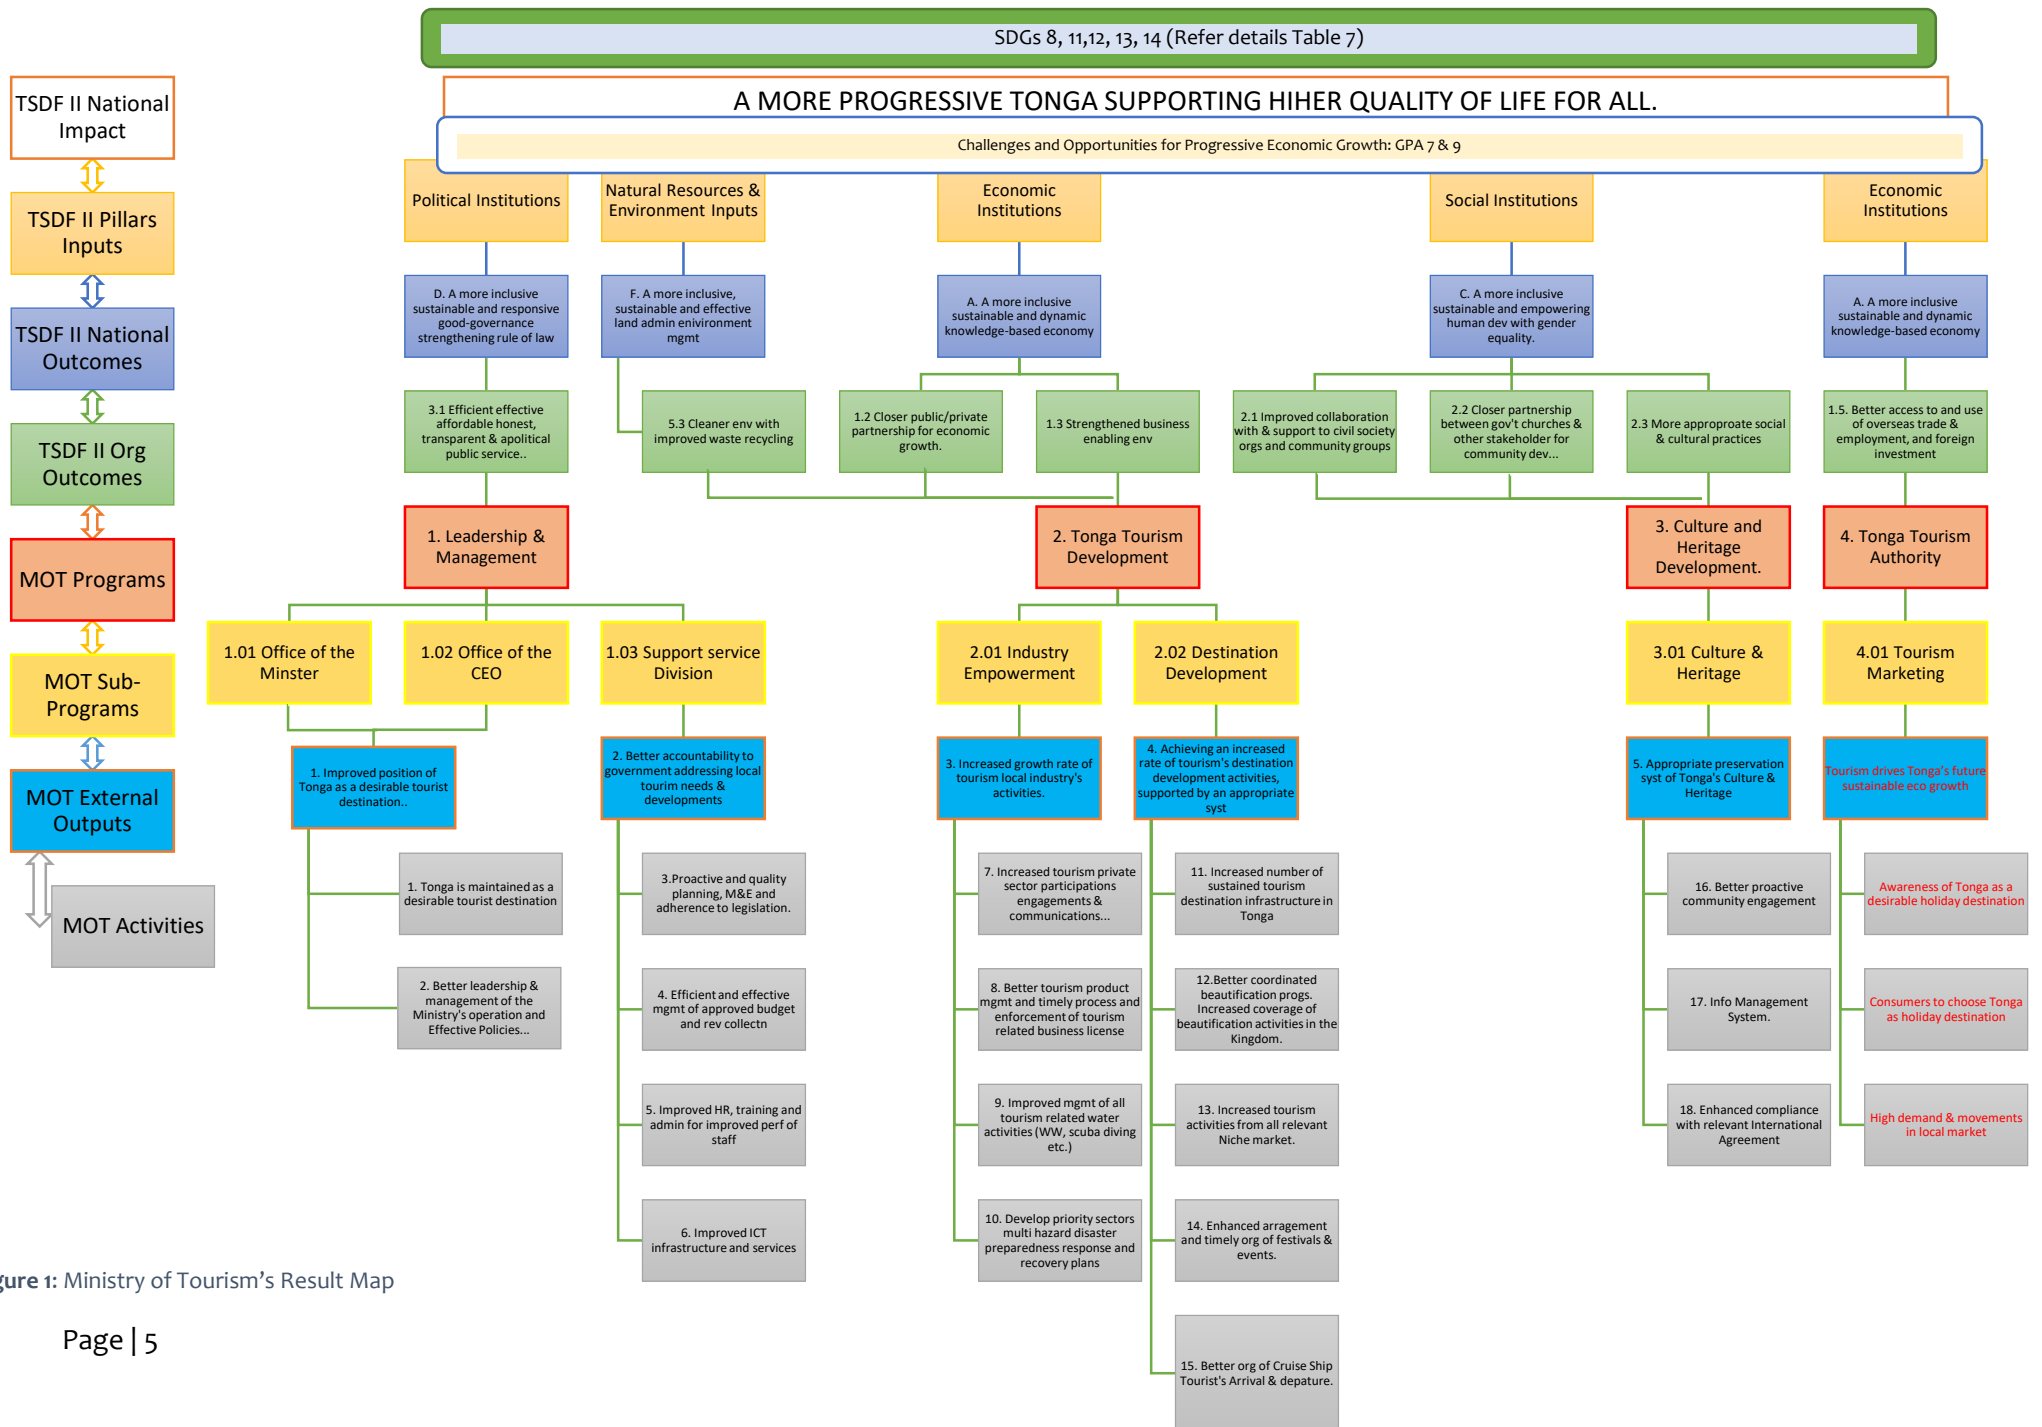 SDGs 8, 11,12, 13, 14 (Refer details Table 7)
TSDF II National
Impact
A MORE PROGRESSIVE TONGA SUPPORTING HIHER QUALITY OF LIFE FOR ALL.
Challenges and Opportunities for Progressive Economic Growth: GPA 7 & 9
TSDF II Pillars
Inputs
Political Institutions
Natural Resources &
Environment Inputs
Economic
Institutions
Social Institutions
Economic
Institutions
TSDF II National
Outcomes
D. A more inclusive
sustainable and responsive
good-governance
strengthening rule of law
F. A more inclusive,
sustainable and effective
land admin enivironment
mgmt
A. A more inclusive
sustainable and dynamic
knowledge-based economy
C. A more inclusive
sustainable and empowering
human dev with gender
equality.
A. A more inclusive
sustainable and dynamic
knowledge-based economy
TSDF II Org
Outcomes
3.1 Efficient effective
affordable honest,
transparent & apolitical
public service..
5.3 Cleaner env with
improved waste recycling
1.2 Closer public/private
partnership for economic
growth.
1.3 Strengthened business
enabling env
2.1 Improved collaboration
with & support to civil society
orgs and community groups
2.2 Closer partnership
between gov't churches &
other stakeholder for
community dev...
2.3 More approproate social
& cultural practices
1.5. Better access to and use
of overseas trade &
employment, and foreign
investment
MOT Programs
1. Leadership &
Management
2. Tonga Tourism
Development
3. Culture and
Heritage
Development.
4. Tonga Tourism
Authority
MOT Sub-
Programs
1.01 Office of the
Minster
1.02 Office of the
CEO
1.03 Support service
Division
2.01 Industry
Empowerment
2.02 Destination
Development
3.01 Culture &
Heritage
4.01 Tourism
Marketing
MOT External
Outputs
1. Improved position of
Tonga as a desirable tourist
destination..
2. Better accountability to
government addressing local
tourim needs &
developments
3. Increased growth rate of
tourism local industry's
activities.
4. Achieving an increased
rate of tourism's destination
development activities,
supported by an appropriate
syst
5. Appropriate preservation
syst of Tonga's Culture &
Heritage
Tourism drives Tonga's future
sustainable eco growth
MOT Activities
1. Tonga is maintained as a
desirable tourist destination
2. Better leadership &
management of the
Ministry's operation and
Effective Policies...
3.Proactive and quality
planning, M&E and
adherence to legislation.
4. Efficient and effective
mgmt of approved budget
and rev collectn
5. Improved HR, training and
admin for improved perf of
staff
6. Improved ICT
infrastructure and services
7. Increased tourism private
sector participations
engagements &
communications...
8. Better tourism product
mgmt and timely process and
enforcement of tourism
related business license
9. Improved mgmt of all
tourism related water
activities (WW, scuba diving
etc.)
10. Develop priority sectors
multi hazard disaster
preparedness response and
recovery plans
11. Increased number of
sustained tourism
destination infrastructure in
Tonga
12.Better coordinated
beautification progs.
Increased coverage of
beautification activities in the
Kingdom.
13. Increased tourism
activities from all relevant
Niche market.
14. Enhanced arragement
and timely org of festivals &
events.
15. Better org of Cruise Ship
Tourist's Arrival & depature.
16. Better proactive
community engagement
17. Info Management
System.
18. Enhanced compliance
with relevant International
Agreement
Awareness of Tonga as a
desirable holiday destination
Consumers to choose Tonga
as holiday destination
High demand & movements
in local market
gure 1: Ministry of Tourism's Result Map
Page | 5